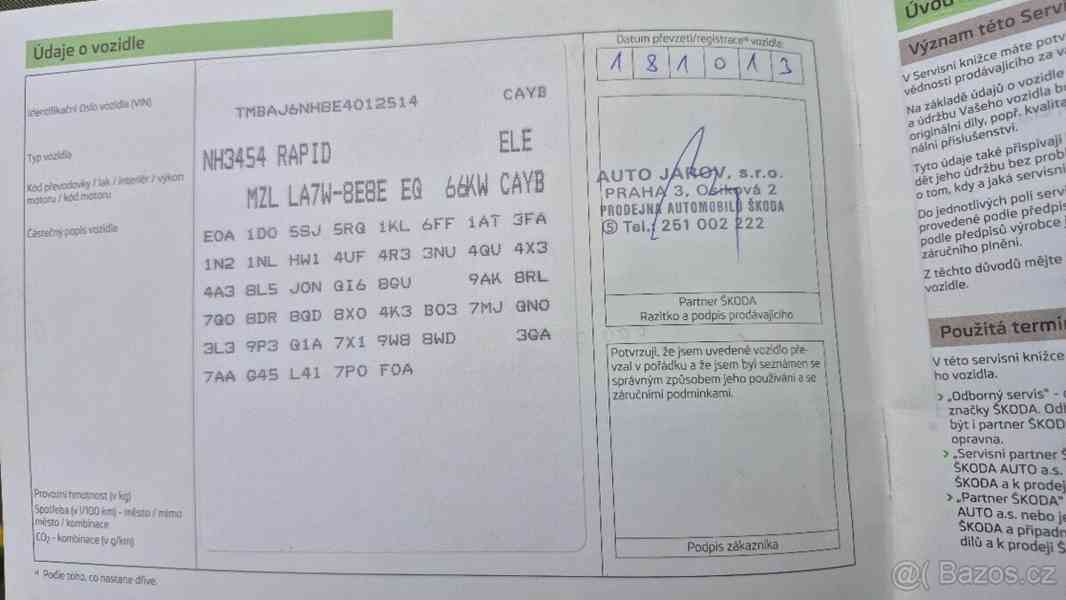 Údaje o vozidle
Identifikační číslo vozidla (VIN)
TMBAJ6NH8E4012514
CAYB
Typ vozidla
NH3454 RAPID
ELE
Kód převodovky / lak / interiér / výkon
motoru / kód motoru
MZL LA7W-8E8E EQ 66KW CAYB
Částečný popis vozidle
E0A 1D0 5SJ 5RQ 1KL 6FF 1AT 3FA
1N2 1NL HW1 4UF 4R3 3NU 4QU 4X3
4A3 8L5 J0N QI6 8GU 9AK 8RL
7Q0 8DR 8QD 8X0 4K3 B03 7MJ QN0
3L3 9P3 Q1A 7X1 9W8 8WD 3GA
7AA G45 L41 7P0 F0A
Provozní hmotnost (v kg)
Spotřeba (v l/100 km) - město / mimo
město / kombinace
CO₂ - kombinace (v g/km)
*⁾ Podle toho, co nastane dříve.
Datum převzetí/registrace*⁾ vozidla:
1 8 1 0 1 3
AUTO JAROV, s.r.o.
PRAHA 3, Osiková 2
PRODEJNA AUTOMOBILŮ ŠKODA
⑤ Tel.: 251 002 222
Partner ŠKODA
Razítko a podpis prodávajícího
Potvrzuji, že jsem uvedené vozidlo pře-
vzal v pořádku a že jsem byl seznámen se
správným způsobem jeho používání a se
záručními podmínkami.
Podpis zákazníka
Úvod
Význam této Servi
V Servisní knížce máte potv
vědnosti prodávajícího za v
Na základě údajů o vozidle
a údržbu Vašeho vozidla b
originální díly, popř. kvalita
nální příslušenství.
Tyto údaje také přispívají
dět jeho údržbu bez probl
o tom, kdy a jaká servisní
Do jednotlivých polí servi
provedené podle předpis
podle předpisů výrobce j
záručního plnění.
Z těchto důvodů mějte
vozidle.
Použitá termín
V této servisní knížce
ho vozidla.
> „Odborný servis“ - o
značky ŠKODA. Odb
být i partner ŠKOD
opravna.
> „Servisní partner Š
ŠKODA AUTO a.s.
ŠKODA a k prodej
> „Partner ŠKODA“
AUTO a.s. nebo je
ŠKODA a případn
dílů a k prodeji Š
@( Bazos.cz